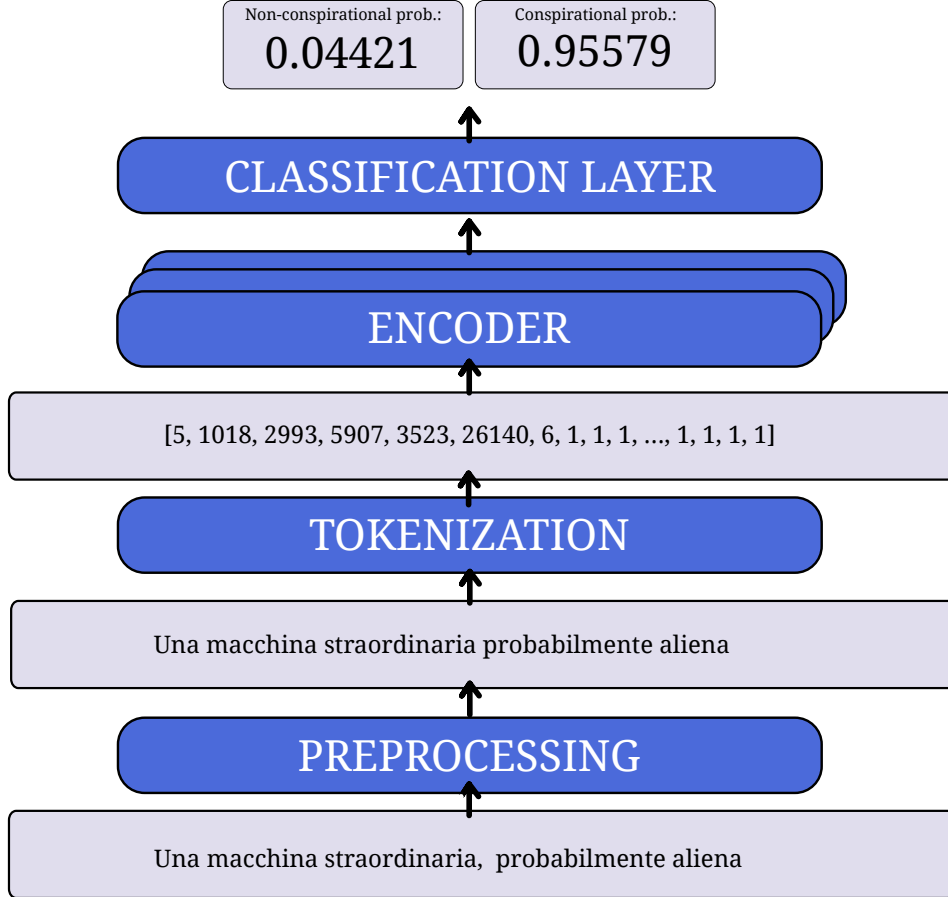 Non-conspirational prob.:
0.04421
Conspirational prob.:
0.95579
CLASSIFICATION LAYER
ENCODER
[5, 1018, 2993, 5907, 3523, 26140, 6, 1, 1, 1, ..., 1, 1, 1, 1]
TOKENIZATION
Una macchina straordinaria probabilmente aliena
PREPROCESSING
Una macchina straordinaria,  probabilmente aliena